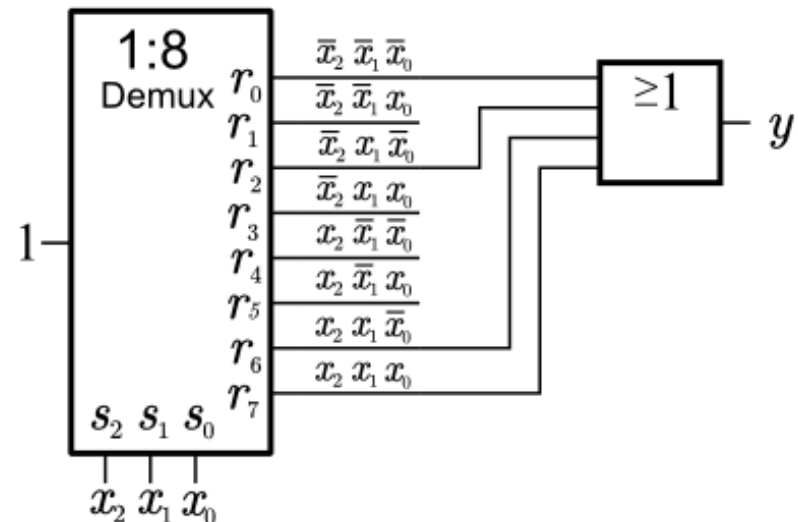 1:8
Demux
r₀ x̅₂ x̅₁ x̅₀
r₁ x̅₂ x̅₁ x₀
r₂ x̅₂ x₁ x̅₀
r₃ x̅₂ x₁ x₀
r₄ x₂ x̅₁ x̅₀
r₅ x₂ x̅₁ x₀
r₆ x₂ x₁ x̅₀
r₇ x₂ x₁ x₀
≥1
y
1
s₂ s₁ s₀
x₂ x₁ x₀